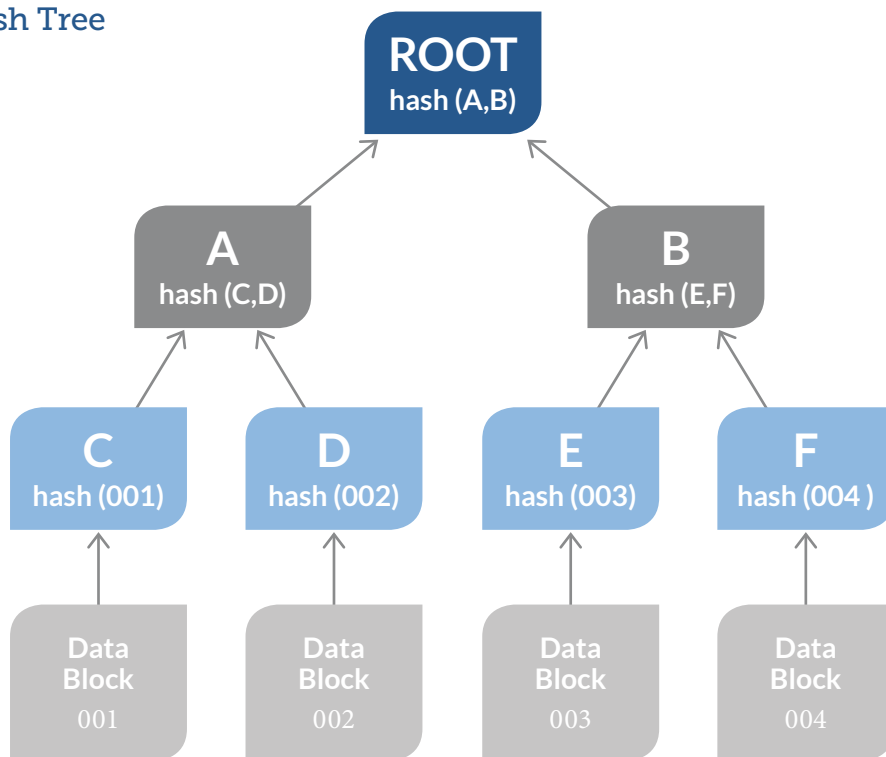 sh Tree
ROOT
hash (A,B)
A
hash (C,D)
B
hash (E,F)
C
hash (001)
D
hash (002)
E
hash (003)
F
hash (004 )
Data
Block
001
Data
Block
002
Data
Block
003
Data
Block
004